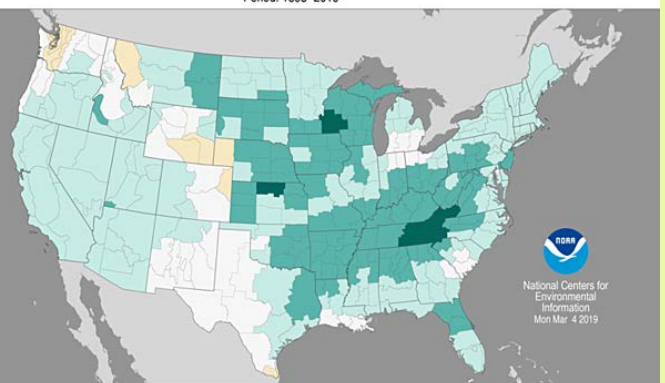 NOAA
National Centers for
Environmental
Information
Mon Mar 4 2019